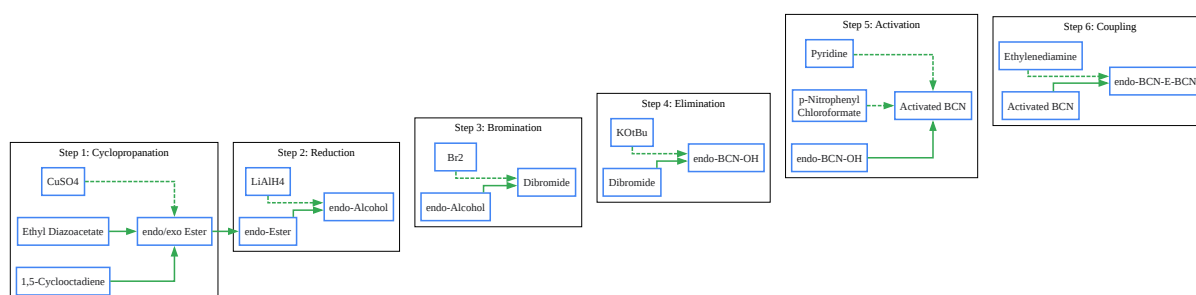 Step 1: Cyclopropanation
CuSO4
Ethyl Diazoacetate
endo/exo Ester
1,5-Cyclooctadiene
Step 2: Reduction
LiAlH4
endo-Alcohol
endo-Ester
Step 3: Bromination
Br2
Dibromide
endo-Alcohol
Step 4: Elimination
KOtBu
endo-BCN-OH
Dibromide
Step 5: Activation
Pyridine
p-Nitrophenyl
Chloroformate
Activated BCN
endo-BCN-OH
Step 6: Coupling
Ethylenediamine
endo-BCN-E-BCN
Activated BCN